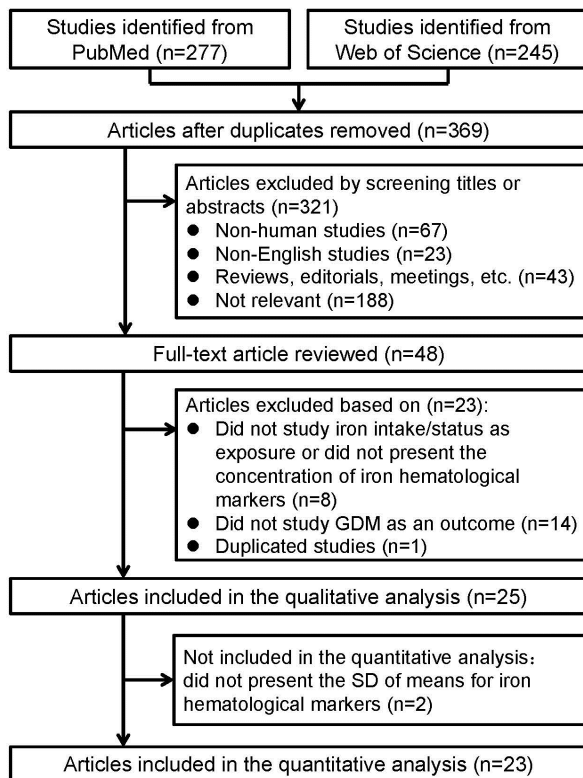 Studies identified from
PubMed (n=277)
Studies identified from
Web of Science (n=245)
Articles after duplicates removed (n=369)
Articles excluded by screening titles or
abstracts (n=321)
● Non-human studies (n=67)
● Non-English studies (n=23)
● Reviews, editorials, meetings, etc. (n=43)
● Not relevant (n=188)
Full-text article reviewed (n=48)
Articles excluded based on (n=23):
● Did not study iron intake/status as
exposure or did not present the
concentration of iron hematological
markers (n=8)
● Did not study GDM as an outcome (n=14)
● Duplicated studies (n=1)
Articles included in the qualitative analysis (n=25)
Not included in the quantitative analysis:
did not present the SD of means for iron
hematological markers (n=2)
Articles included in the quantitative analysis (n=23)